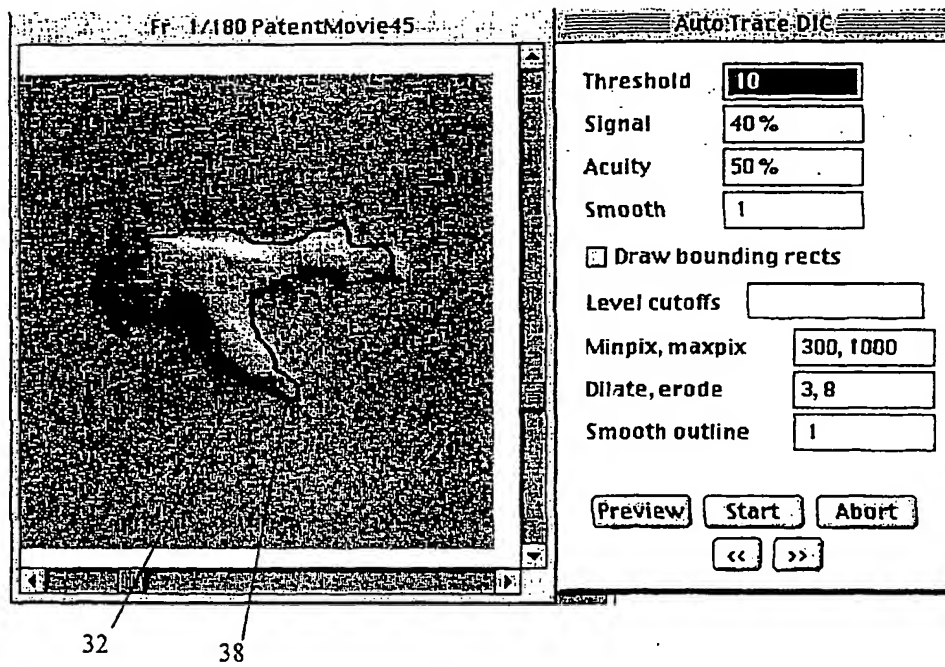 Fr 1/180 PatentMovie45
Auto Trace DIC
Threshold 10
Signal 40%
Acuity 50%
Smooth 1
Draw bounding rects
Level cutoffs
Minpix, maxpix 300, 1000
Dilate, erode 3, 8
Smooth outline 1
Preview Start Abort
<< >>
32
38